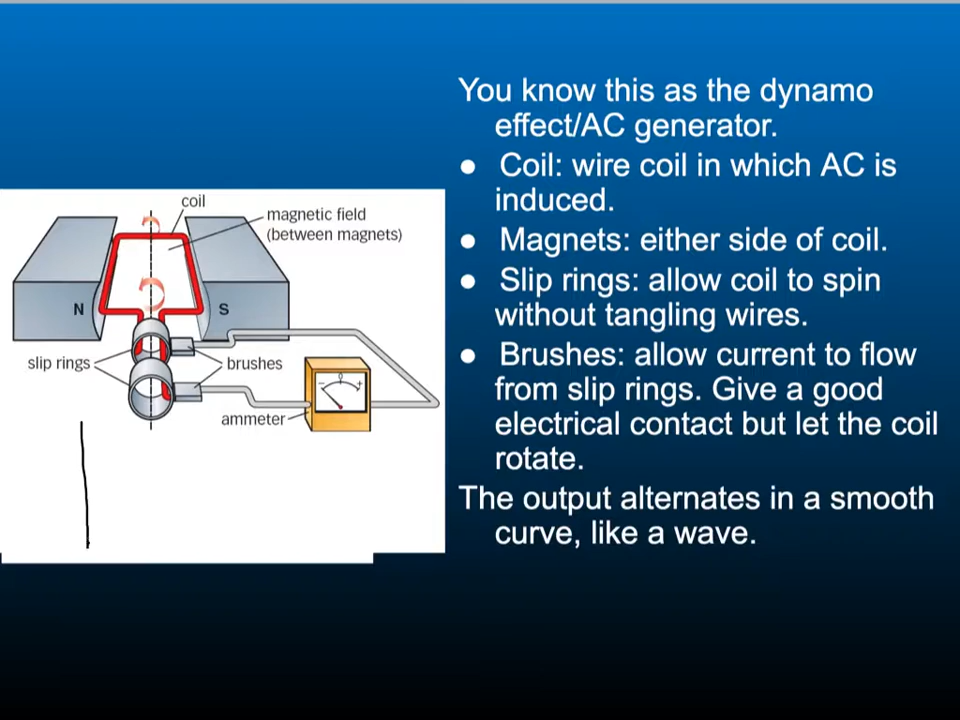 You know this as the dynamo
effect/AC generator.
● Coil: wire coil in which AC is
induced.
● Magnets: either side of coil.
● Slip rings: allow coil to spin
without tangling wires.
● Brushes: allow current to flow
from slip rings. Give a good
electrical contact but let the coil
rotate.
The output alternates in a smooth
curve, like a wave.
coil
magnetic field
(between magnets)
N
S
slip rings
brushes
− 0 +
ammeter